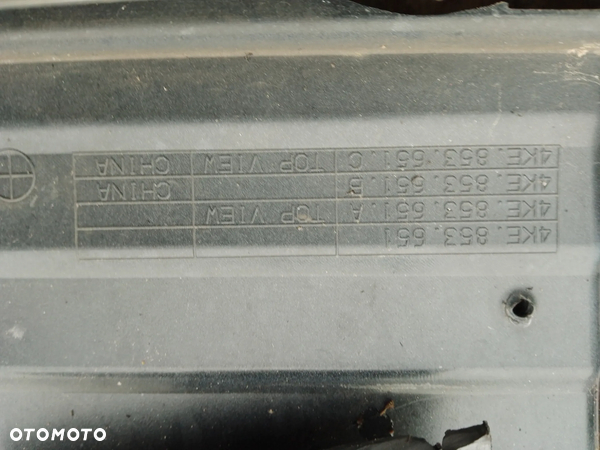 4KE.853.651
4KE.853.651.A TOP VIEW
4KE.853.651.B CHINA
4KE.853.651.C TOP VIEW CHINA
OTOMOTO